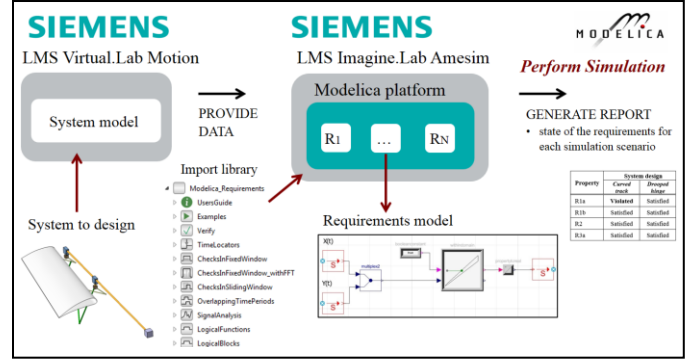 SIEMENS
LMS Virtual.Lab Motion
System model
PROVIDE
DATA
SIEMENS
LMS Imagine.Lab Amesim
Modelica platform
R1
...
RN
MODELICA
Perform Simulation
GENERATE REPORT
• state of the requirements for
each simulation scenario
System to design
Import library
Modelica_Requirements
UsersGuide
Examples
Verify
TimeLocators
ChecksInFixedWindow
ChecksInFixedWindow_withFFT
ChecksInSlidingWindow
OverlappingTimePeriods
SignalAnalysis
LogicalFunctions
LogicalBlocks
Requirements model
X(t)
Y(t)
S
S
S
Property
System design
Curved track
Drooped hinge
R1a Violated Satisfied
R1b Satisfied Satisfied
R2 Satisfied Satisfied
R3a Satisfied Satisfied